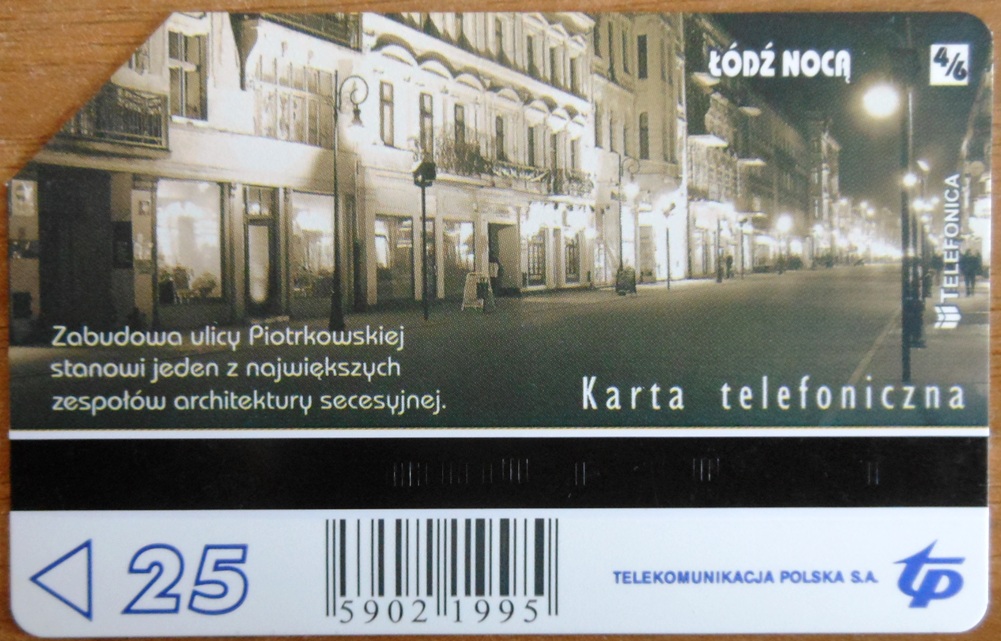 ŁÓDŹ NOCĄ
4/6
TELEFONICA
Zabudowa ulicy Piotrkowskiej
stanowi jeden z największych
zespołów architektury secesyjnej.
Karta telefoniczna
25
5902 1995
TELEKOMUNIKACJA POLSKA S.A.
tp